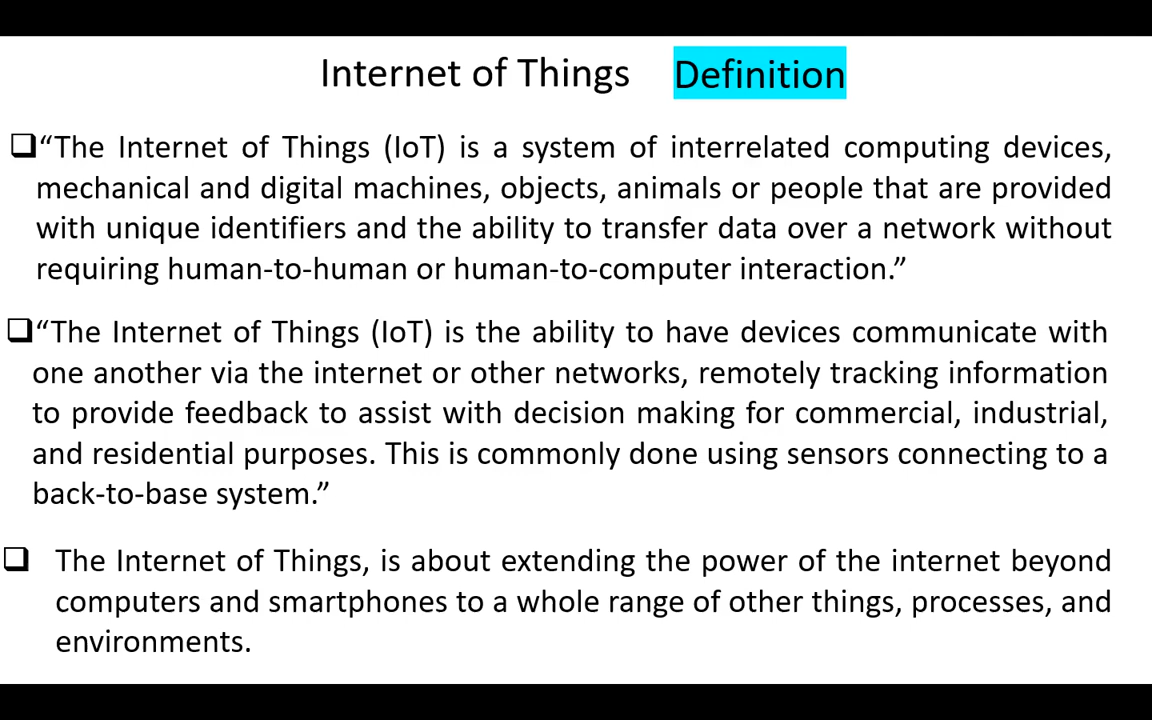 Internet of Things Definition
“The Internet of Things (IoT) is a system of interrelated computing devices,
mechanical and digital machines, objects, animals or people that are provided
with unique identifiers and the ability to transfer data over a network without
requiring human-to-human or human-to-computer interaction.”
“The Internet of Things (IoT) is the ability to have devices communicate with
one another via the internet or other networks, remotely tracking information
to provide feedback to assist with decision making for commercial, industrial,
and residential purposes. This is commonly done using sensors connecting to a
back-to-base system.”
The Internet of Things, is about extending the power of the internet beyond
computers and smartphones to a whole range of other things, processes, and
environments.